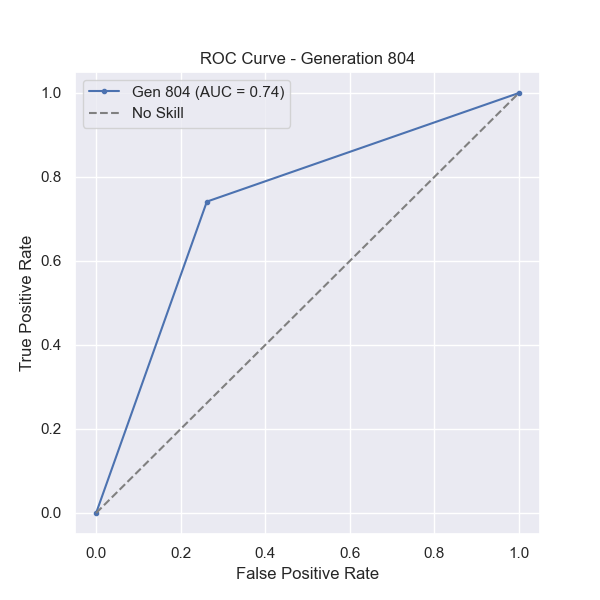 ROC Curve - Generation 804
Gen 804 (AUC = 0.74)
No Skill
True Positive Rate
1.0
0.8
0.6
0.4
0.2
0.0
0.0 0.2 0.4 0.6 0.8 1.0
False Positive Rate